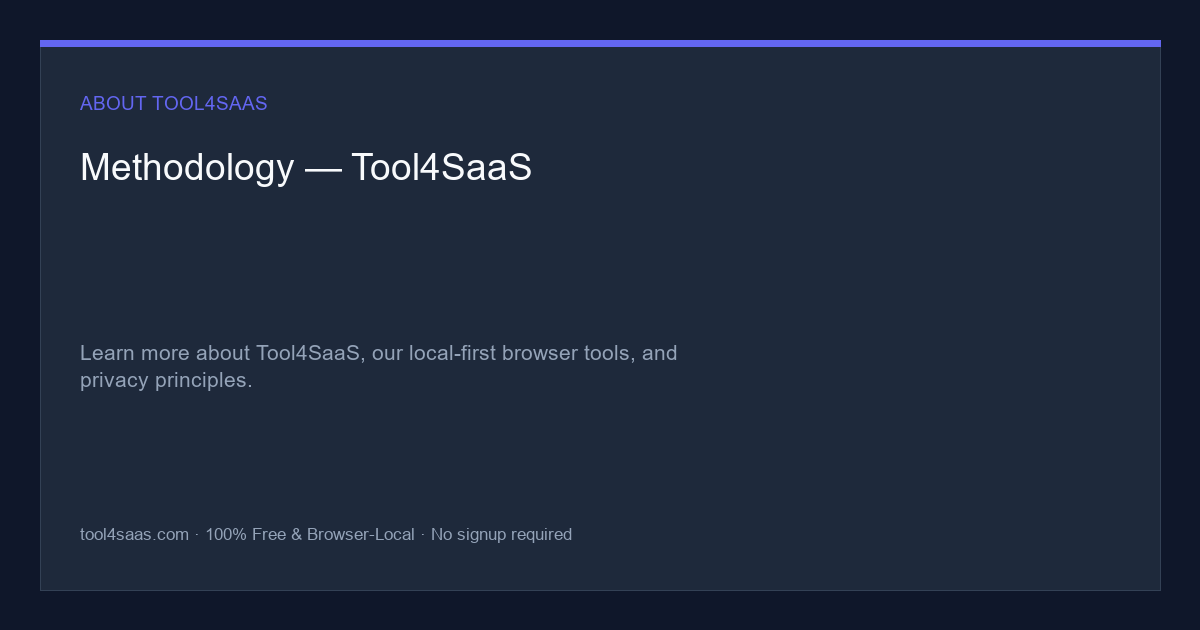 ABOUT TOOL4SAAS
Methodology — Tool4SaaS
Learn more about Tool4SaaS, our local-first browser tools, and
privacy principles.
tool4saas.com · 100% Free & Browser-Local · No signup required